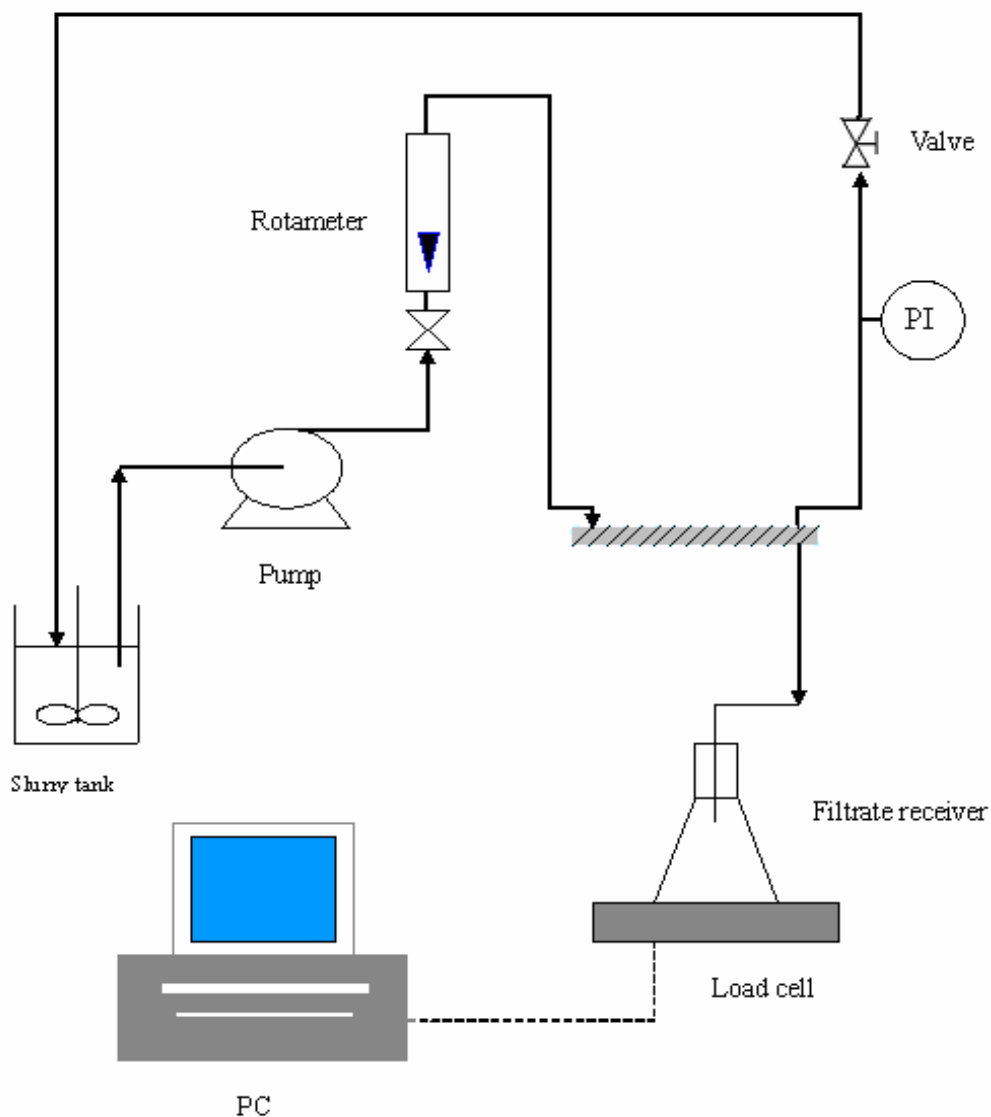 Valve
Rotameter
PI
Pump
Slurry tank
Filtrate receiver
Load cell
PC